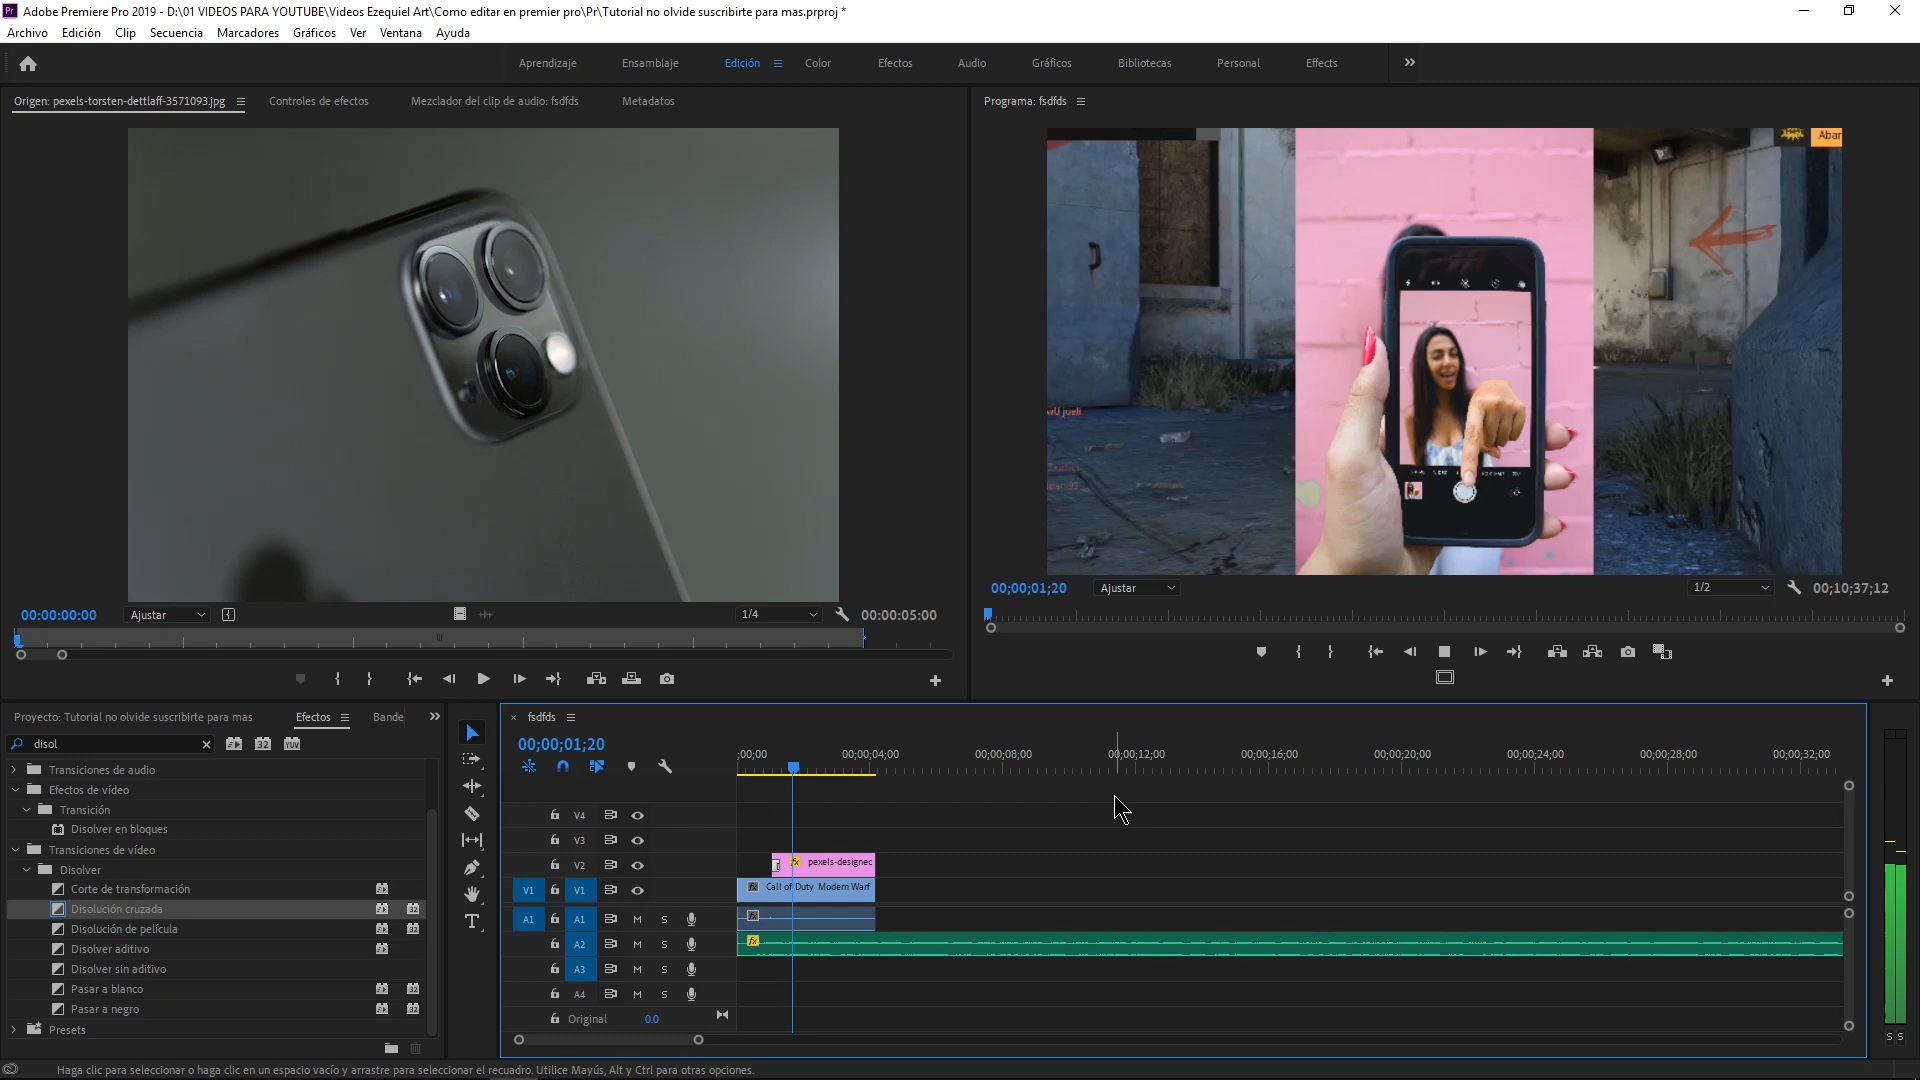 Adobe Premiere Pro 2019 - D:\01 VIDEOS PARA YOUTUBE\Videos Ezequiel Art\Como editar en premier pro\Pr\Tutorial no olvide suscribirte para mas.prproj *
Archivo Edición Clip Secuencia Marcadores Gráficos Ver Ventana Ayuda
Aprendizaje Ensamblaje Edición Color Efectos Audio Gráficos Bibliotecas Personal Effects
Origen: pexels-torsten-dettlaff-3571093.jpg Controles de efectos Mezclador del clip de audio: fsdfds Metadatos
Programa: fsdfds
Abar
00:00:00:00 Ajustar 1/4 00:00:05:00
00;00;01;20 Ajustar 1/2 00;10;37;12
Proyecto: Tutorial no olvide suscribirte para mas Efectos Bande
disol
32 YUV
Transiciones de audio
Efectos de vídeo
Transición
Disolver en bloques
Transiciones de vídeo
Disolver
Corte de transformación
Disolución cruzada
Disolución de película
Disolver aditivo
Disolver sin aditivo
Pasar a blanco
Pasar a negro
Presets
fsdfds
00;00;01;20
;00;00 00;00;04;00 00;00;08;00 00;00;12;00 00;00;16;00 00;00;20;00 00;00;24;00 00;00;28;00 00;00;32;00
V4
V3
V2 fx pexels-designec
V1 V1 fx Call of Duty Modern Warf
A1 A1 M S fx
A2 M S fx
A3 M S
A4 M S
Original 0.0
S S
Haga clic para seleccionar o haga clic en un espacio vacío y arrastre para seleccionar el recuadro. Utilice Mayús, Alt y Ctrl para otras opciones.